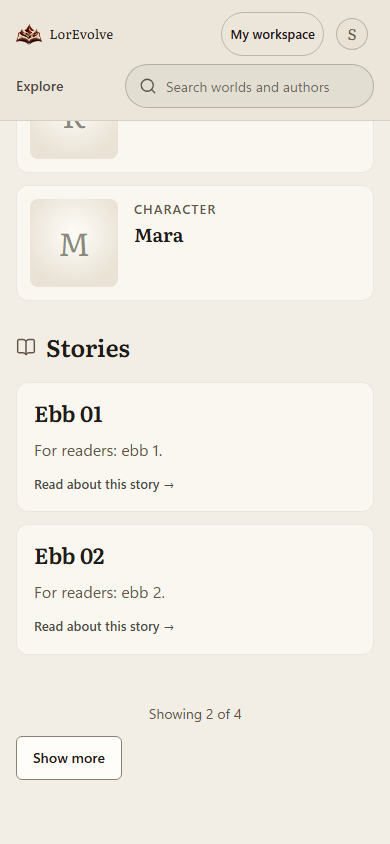 LorEvolve
My workspace
S
Explore
Search worlds and authors
M
CHARACTER
Mara
Stories
Ebb 01
For readers: ebb 1.
Read about this story →
Ebb 02
For readers: ebb 2.
Read about this story →
Showing 2 of 4
Show more